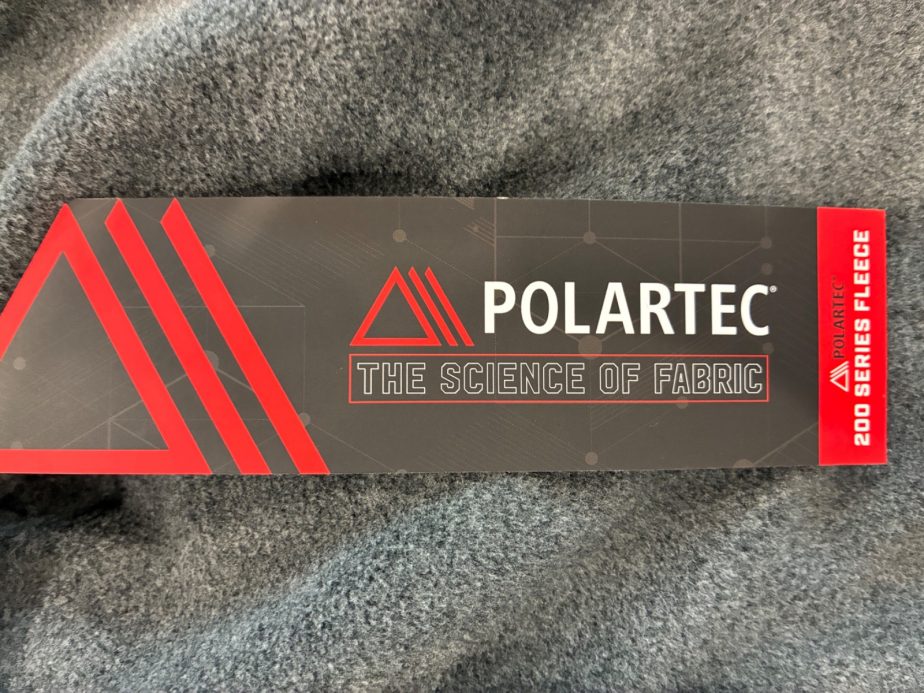 POLARTEC®
THE SCIENCE OF FABRIC
POLARTEC
200 SERIES FLEECE